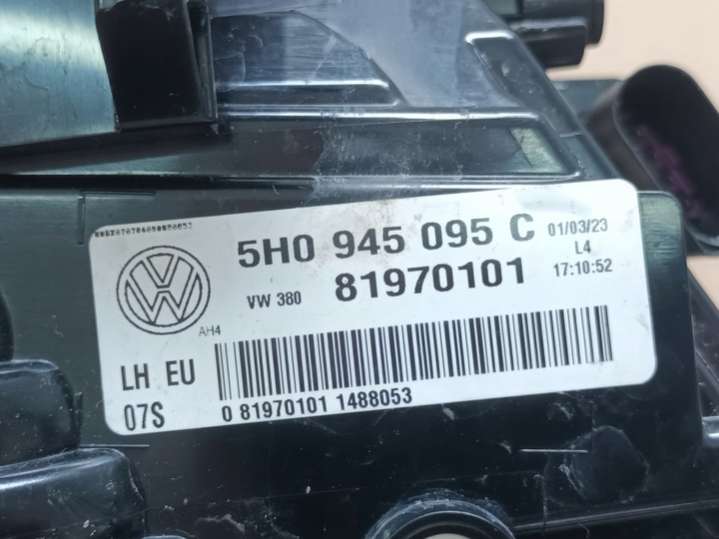 5H0 945 095 C 01/03/23
L4
VW 380 81970101 17:10:52
AH4
LH EU
07S 0 81970101 1488053